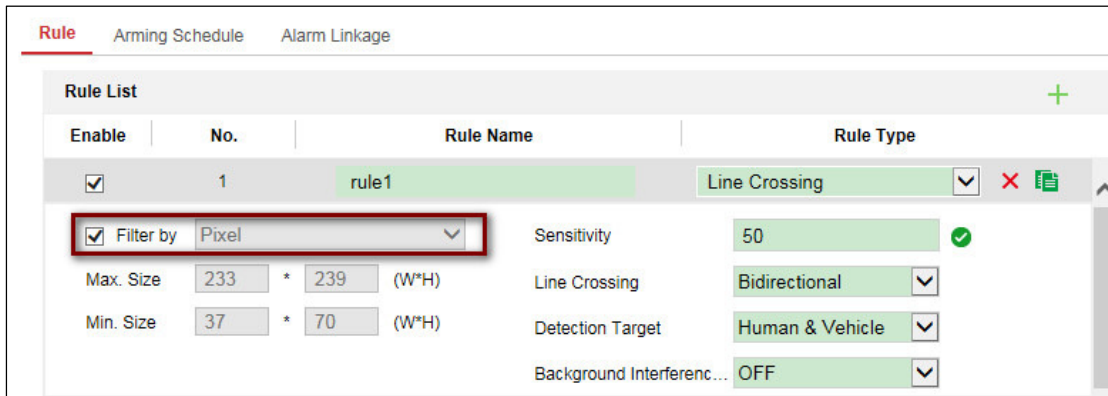 Rule Arming Schedule Alarm Linkage
Rule List
Enable No. Rule Name Rule Type
1 rule1 Line Crossing
Filter by Pixel Sensitivity 50
Max. Size 233 * 239 (W*H) Line Crossing Bidirectional
Min. Size 37 * 70 (W*H) Detection Target Human & Vehicle
Background Interferenc... OFF